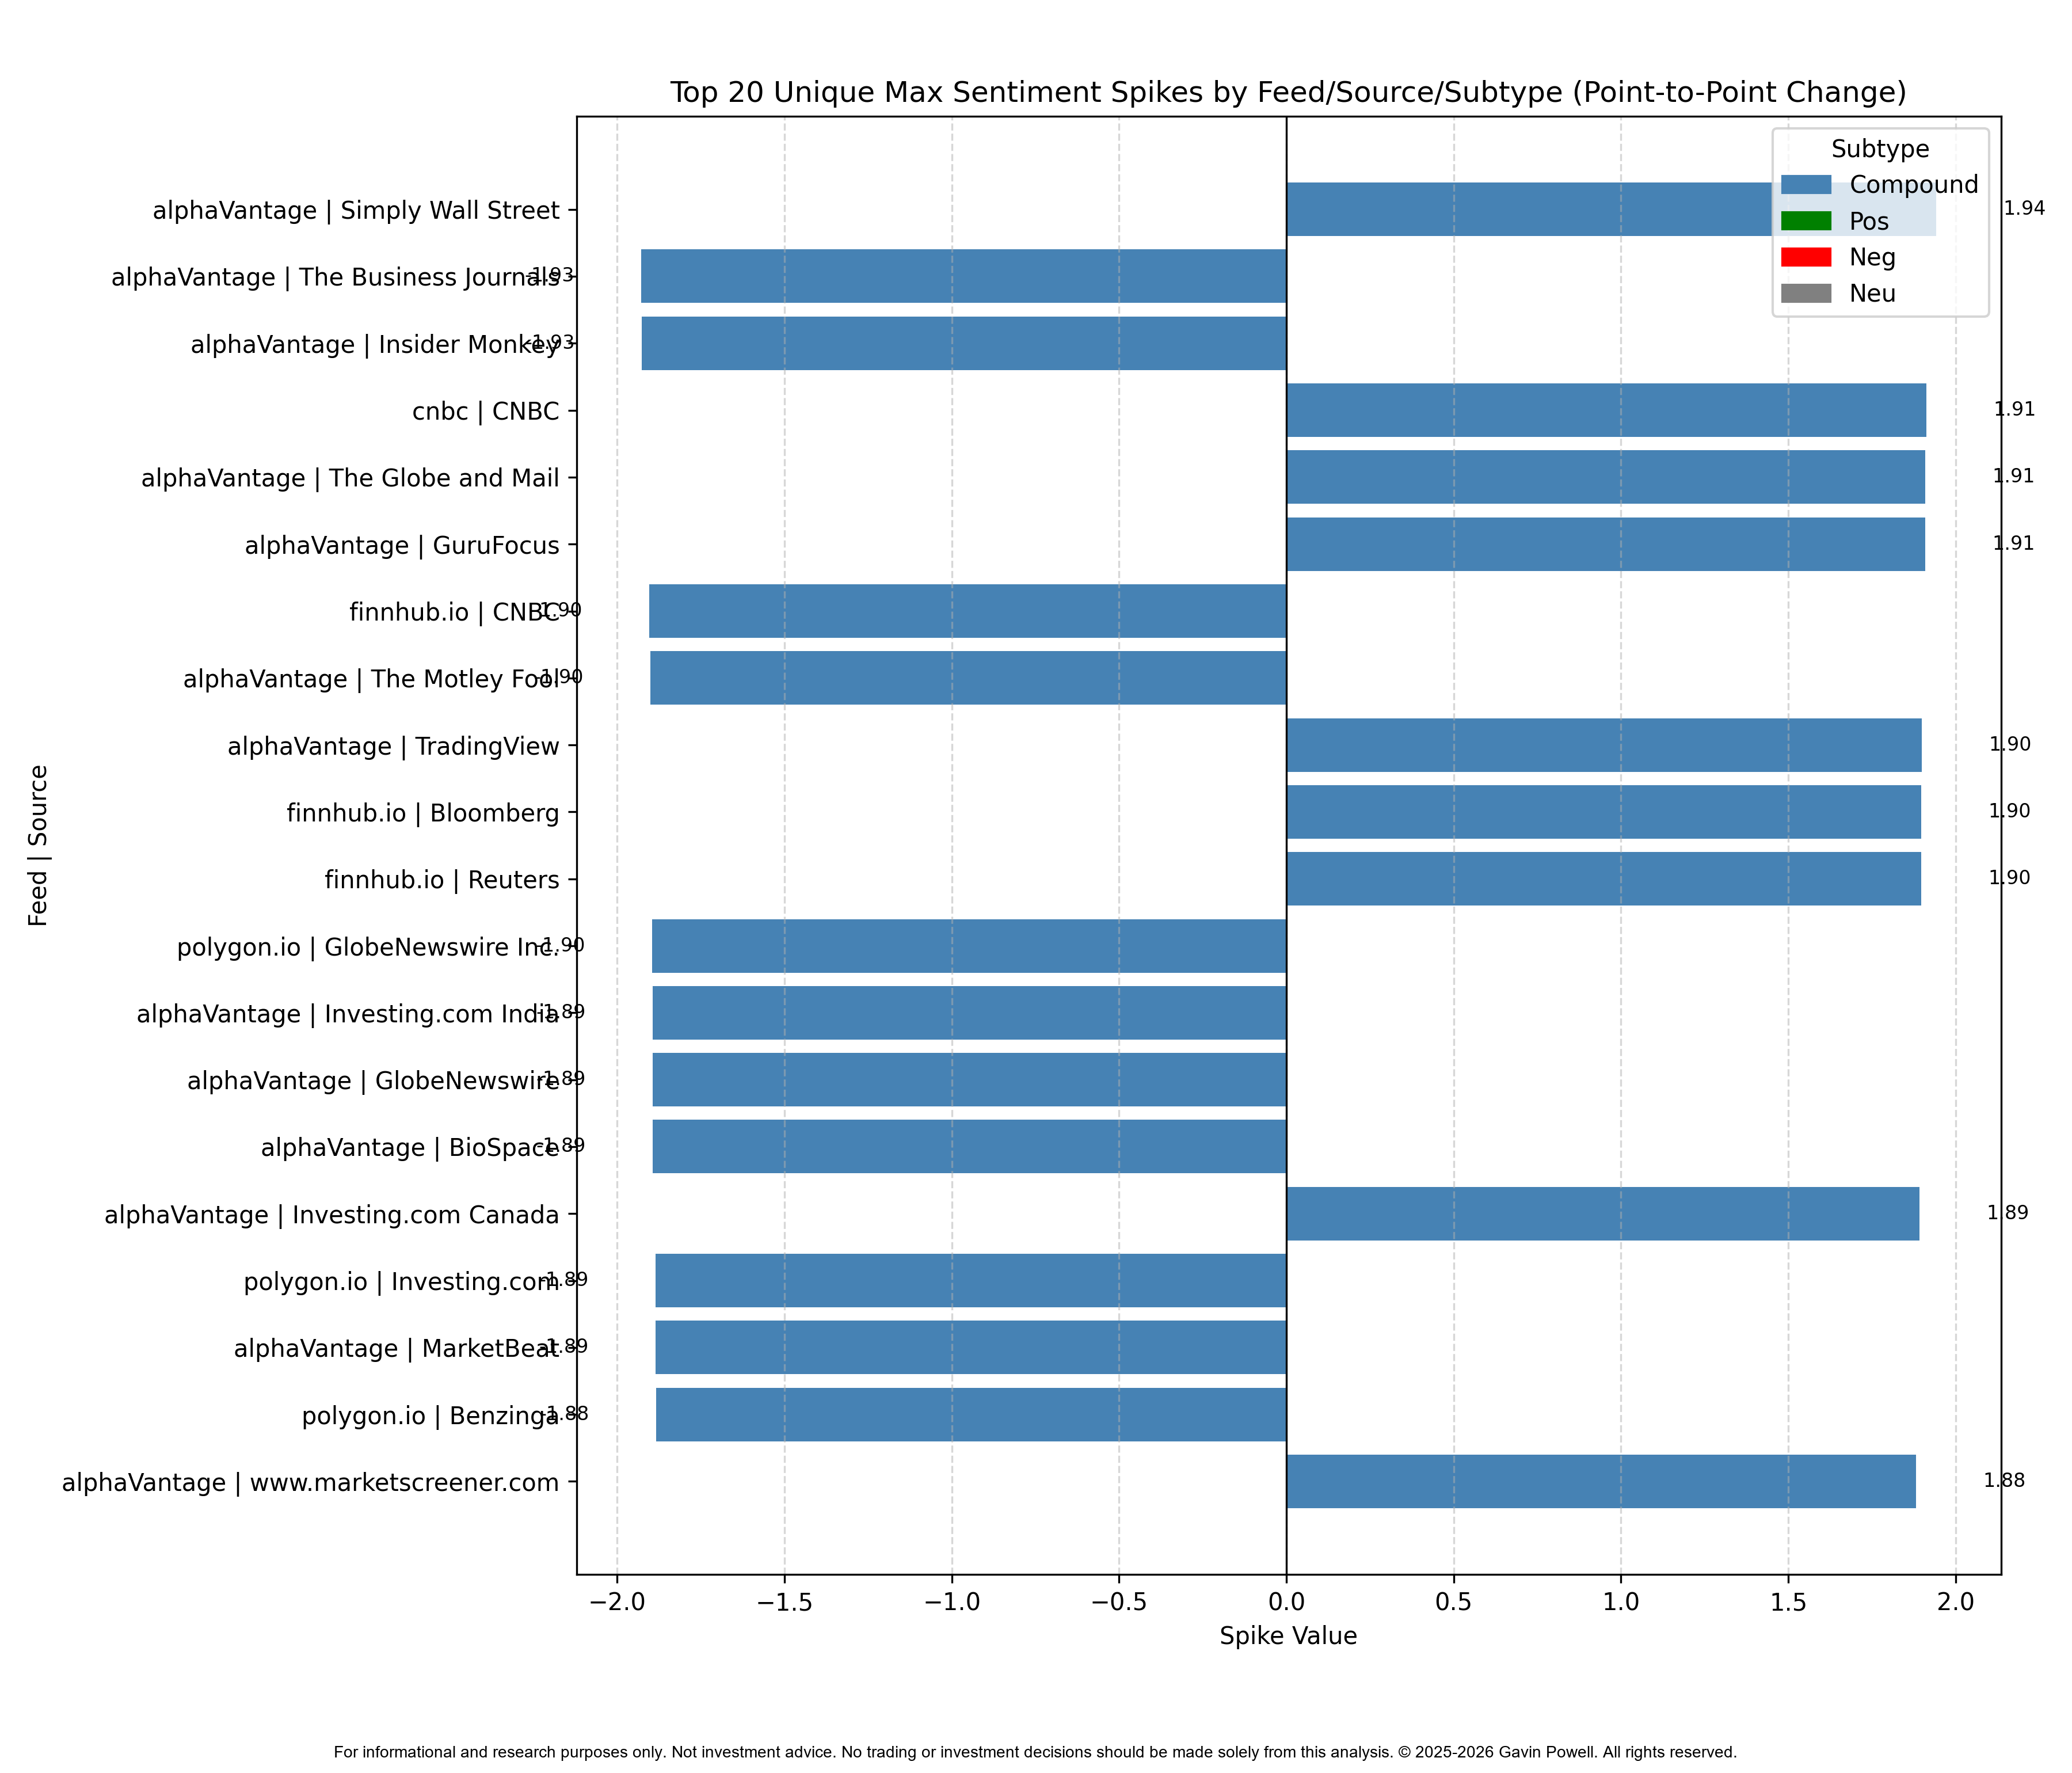 Top 20 Unique Max Sentiment Spikes by Feed/Source/Subtype (Point-to-Point Change)
Subtype
Compound
Pos
Neg
Neu
alphaVantage | Simply Wall Street 1.94
alphaVantage | The Business Journals -1.93
alphaVantage | Insider Monkey -1.93
cnbc | CNBC 1.91
alphaVantage | The Globe and Mail 1.91
alphaVantage | GuruFocus 1.91
finnhub.io | CNBC -1.90
alphaVantage | The Motley Fool -1.90
alphaVantage | TradingView 1.90
finnhub.io | Bloomberg 1.90
finnhub.io | Reuters 1.90
polygon.io | GlobeNewswire Inc. -1.90
alphaVantage | Investing.com India -1.89
alphaVantage | GlobeNewswire -1.89
alphaVantage | BioSpace -1.89
alphaVantage | Investing.com Canada 1.89
polygon.io | Investing.com -1.89
alphaVantage | MarketBeat -1.89
polygon.io | Benzinga -1.88
alphaVantage | www.marketscreener.com 1.88
Feed | Source
−2.0 −1.5 −1.0 −0.5 0.0 0.5 1.0 1.5 2.0
Spike Value
For informational and research purposes only. Not investment advice. No trading or investment decisions should be made solely from this analysis. © 2025-2026 Gavin Powell. All rights reserved.